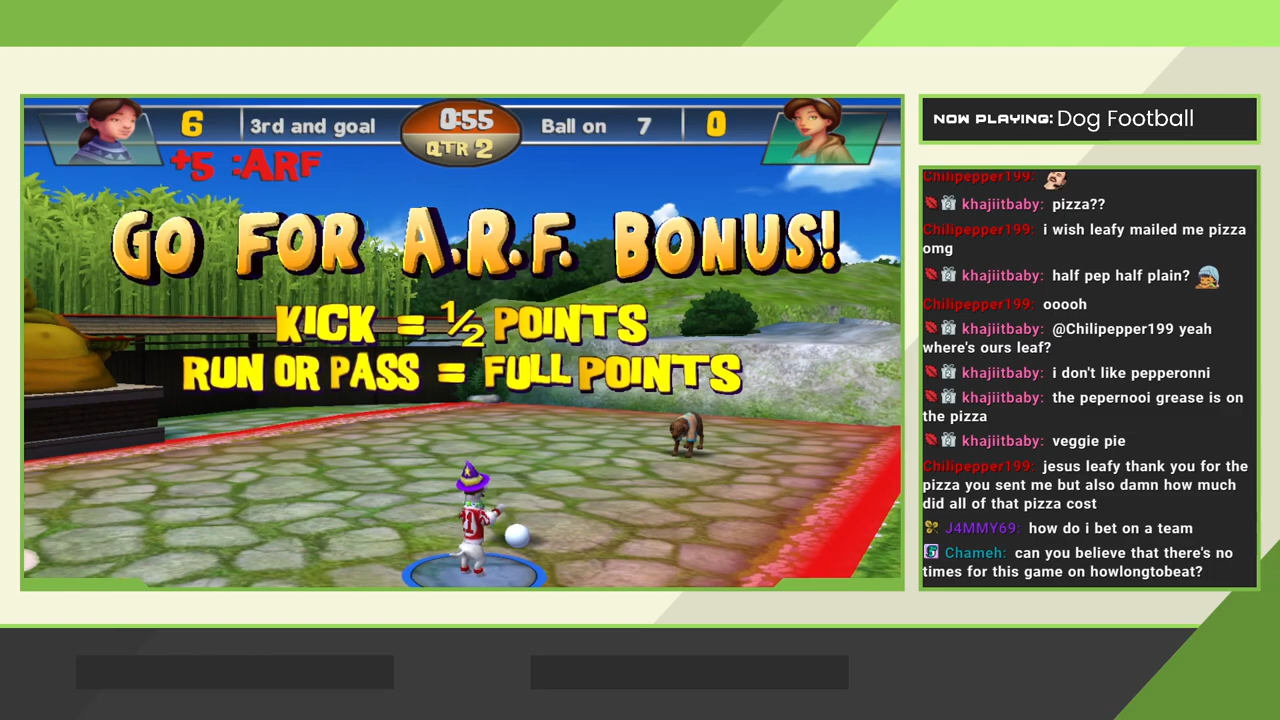 6 3rd and goal 0:55 Ball on 7 0
QTR 2
+5 :ARF
GO FOR A.R.F. BONUS!
KICK = ½ POINTS
RUN OR PASS = FULL POINTS
1
NOW PLAYING: Dog Football
Chilipepper199:
khajiitbaby: pizza??
Chilipepper199: i wish leafy mailed me pizza
omg
khajiitbaby: half pep half plain?
Chilipepper199: ooooh
khajiitbaby: @Chilipepper199 yeah
where's ours leaf?
khajiitbaby: i don't like pepperonni
khajiitbaby: the pepernooi grease is on
the pizza
khajiitbaby: veggie pie
Chilipepper199: jesus leafy thank you for the
pizza you sent me but also damn how much
did all of that pizza cost
J4MMY69: how do i bet on a team
Chameh: can you believe that there's no
times for this game on howlongtobeat?